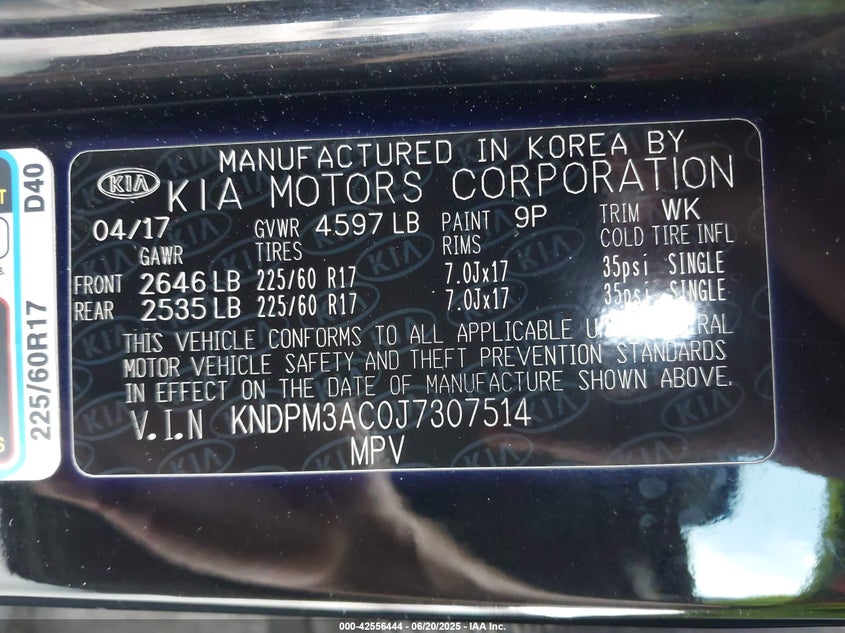 MANUFACTURED IN KOREA BY
KIA KIA MOTORS CORPORATION
04/17 GVWR 4597 LB PAINT 9P TRIM WK
GAWR TIRES RIMS COLD TIRE INFL
FRONT 2646 LB 225/60 R17 7.0Jx17 35psi SINGLE
REAR 2535 LB 225/60 R17 7.0Jx17 35psi SINGLE
THIS VEHICLE CONFORMS TO ALL APPLICABLE
MOTOR VEHICLE SAFETY AND THEFT PREVENTION STANDARDS
IN EFFECT ON THE DATE OF MANUFACTURE SHOWN ABOVE.
V.I.N KNDPM3AC0J7307514
MPV
225/60R17 D40
000-42556444 - 06/20/2025 - IAA Inc.